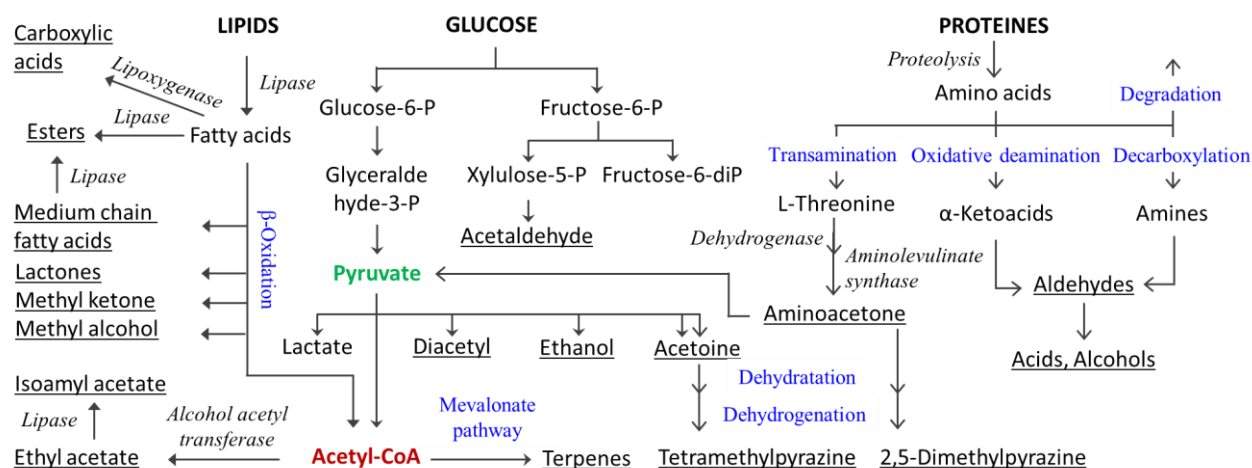 Carboxylic
acids
LIPIDS
GLUCOSE
PROTEINES
Lipoxygenase
Lipase
Proteolysis
Glucose-6-P
Fructose-6-P
Amino acids
Degradation
Esters
Lipase
Fatty acids
Transamination
Oxidative deamination
Decarboxylation
Lipase
Glyceralde
hyde-3-P
Xylulose-5-P
Fructose-6-diP
L-Threonine
α-Ketoacids
Amines
Medium chain
fatty acids
β-Oxidation
Acetaldehyde
Dehydrogenase
Aminolevulinate
synthase
Lactones
Pyruvate
Aldehydes
Methyl ketone
Aminoacetone
Methyl alcohol
Lactate
Diacetyl
Ethanol
Acetoine
Acids, Alcohols
Isoamyl acetate
Dehydratation
Lipase
Alcohol acetyl
transferase
Mevalonate
pathway
Dehydrogenation
Ethyl acetate
Acetyl-CoA
Terpenes
Tetramethylpyrazine
2,5-Dimethylpyrazine